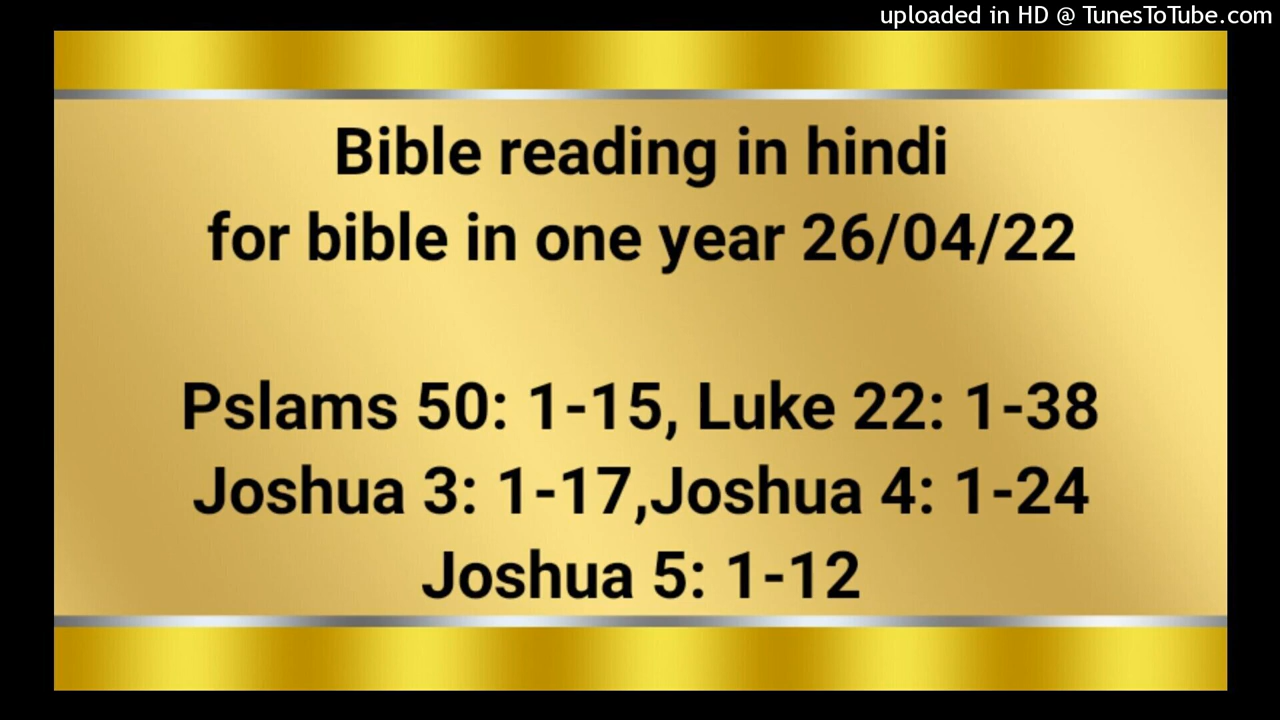 uploaded in HD @ TunesToTube.com
Bible reading in hindi
for bible in one year 26/04/22
Pslams 50: 1-15, Luke 22: 1-38
Joshua 3: 1-17,Joshua 4: 1-24
Joshua 5: 1-12